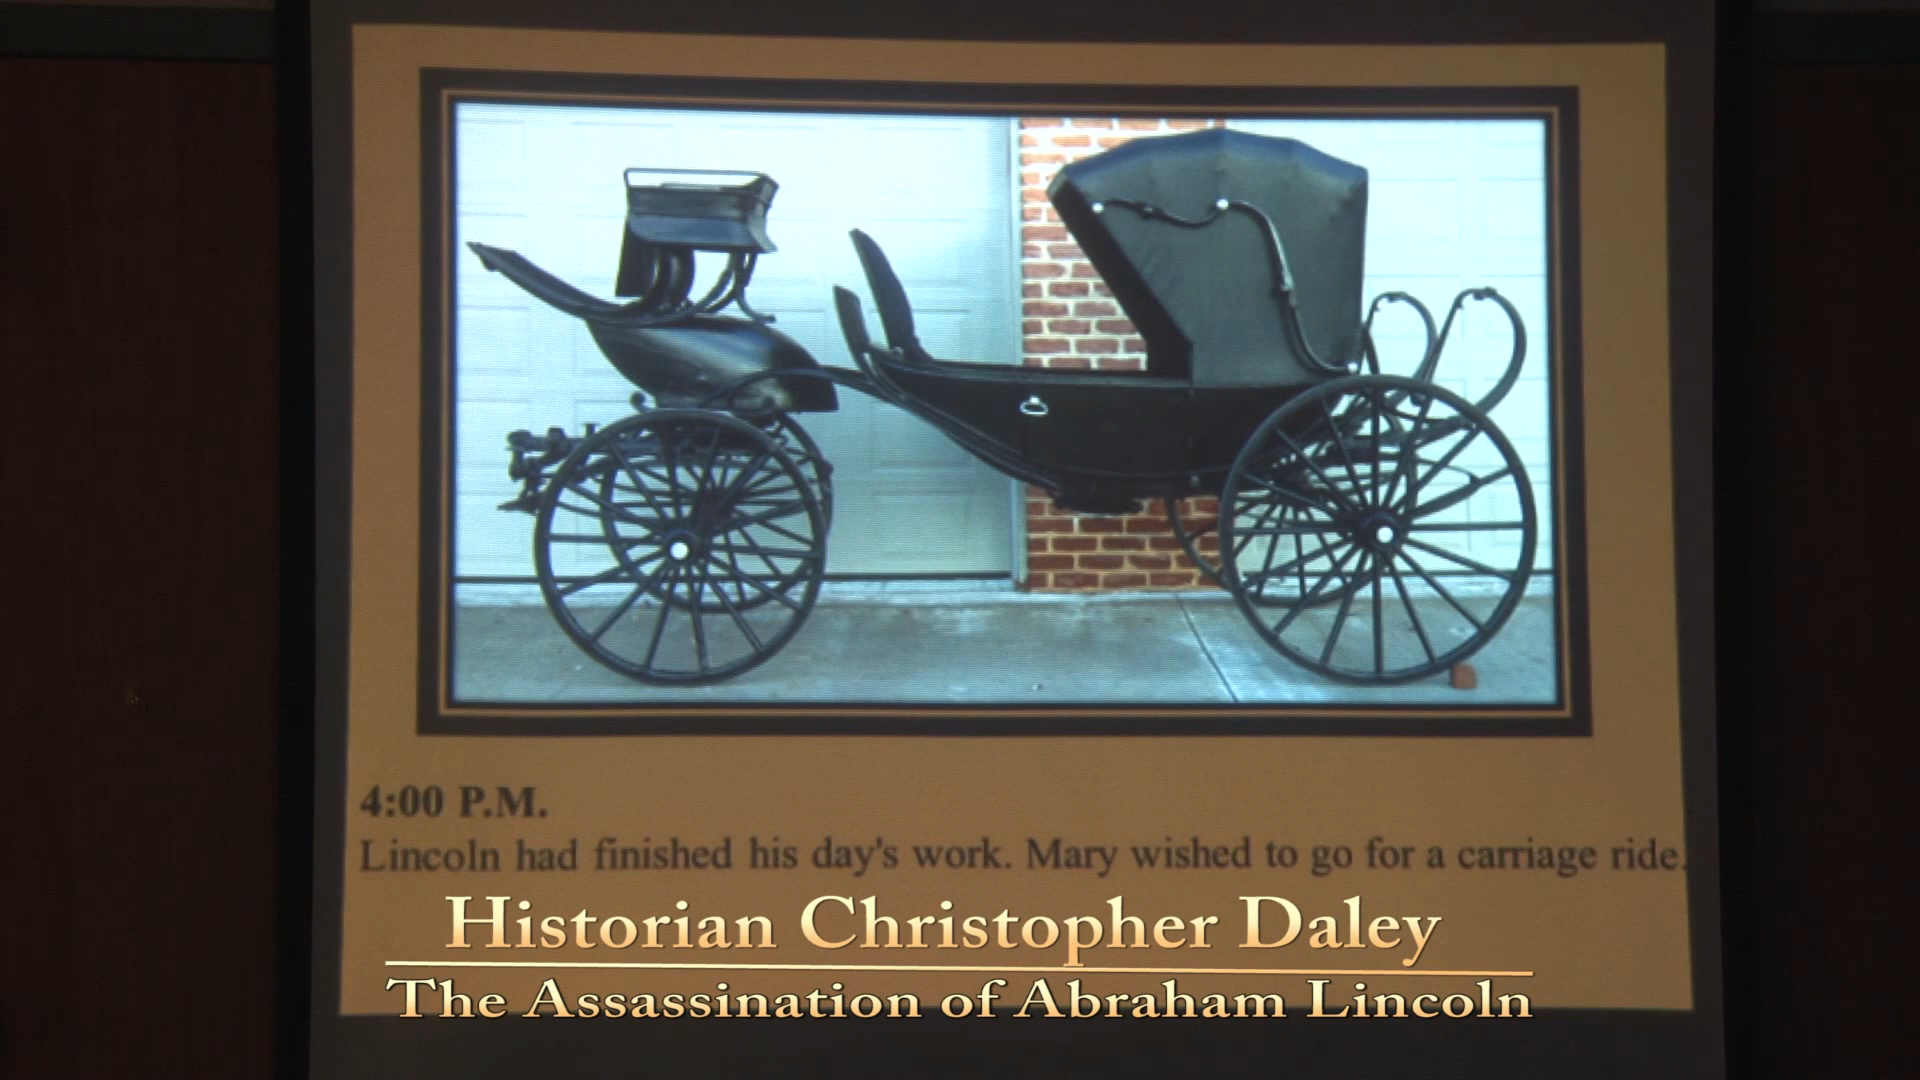 4:00 P.M.
Lincoln had finished his day's work. Mary wished to go for a carriage ride.
Historian Christopher Daley
The Assassination of Abraham Lincoln